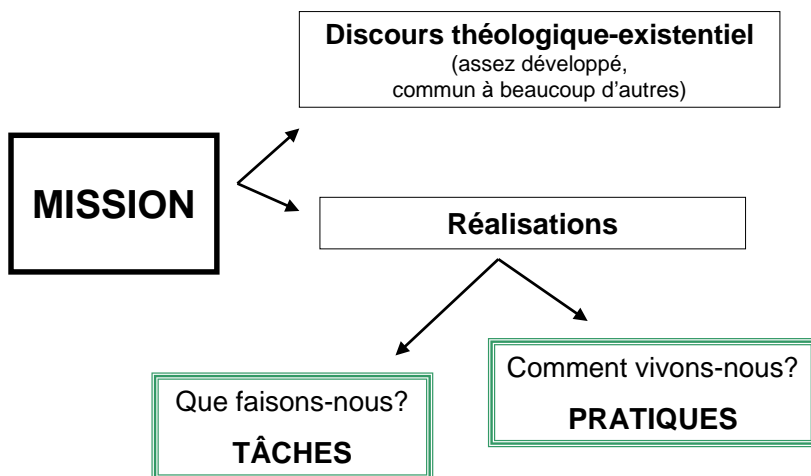 Discours théologique-existentiel
(assez développé,
commun à beaucoup d'autres)
MISSION
Réalisations
Que faisons-nous?
TÂCHES
Comment vivons-nous?
PRATIQUES